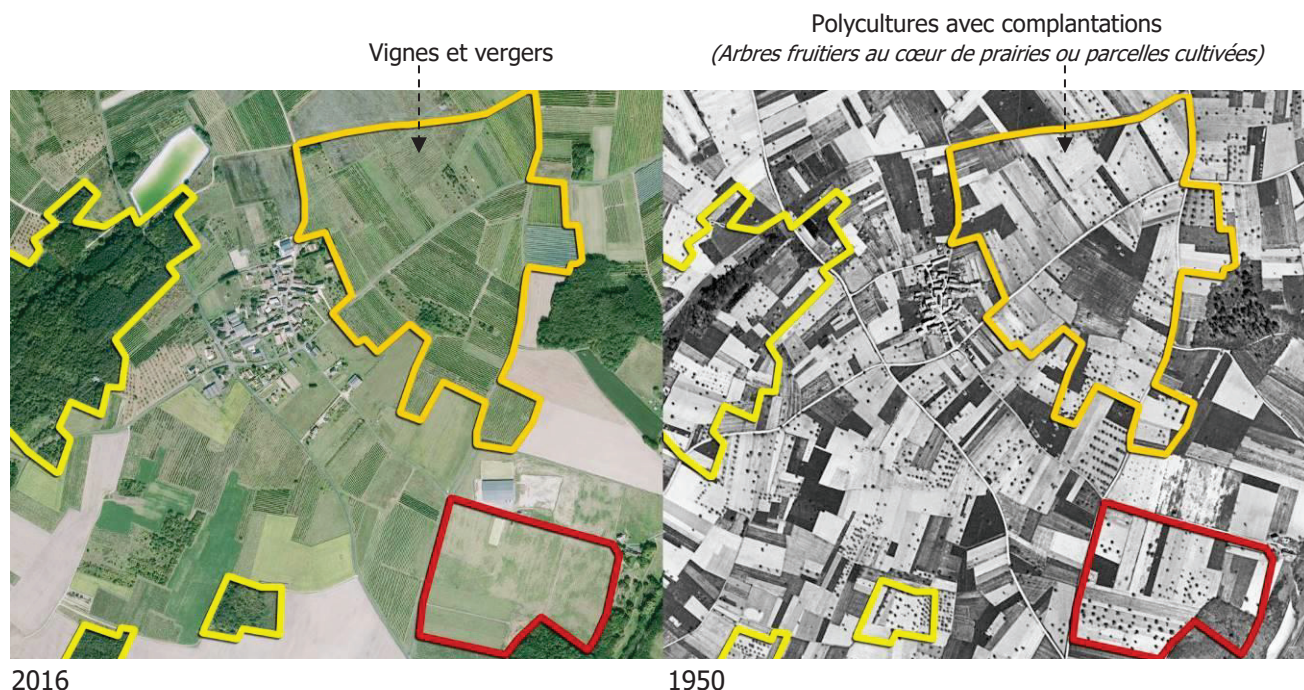 Vignes et vergers
Polycultures avec complantations
(Arbres fruitiers au cœur de prairies ou parcelles cultivées)
2016
1950